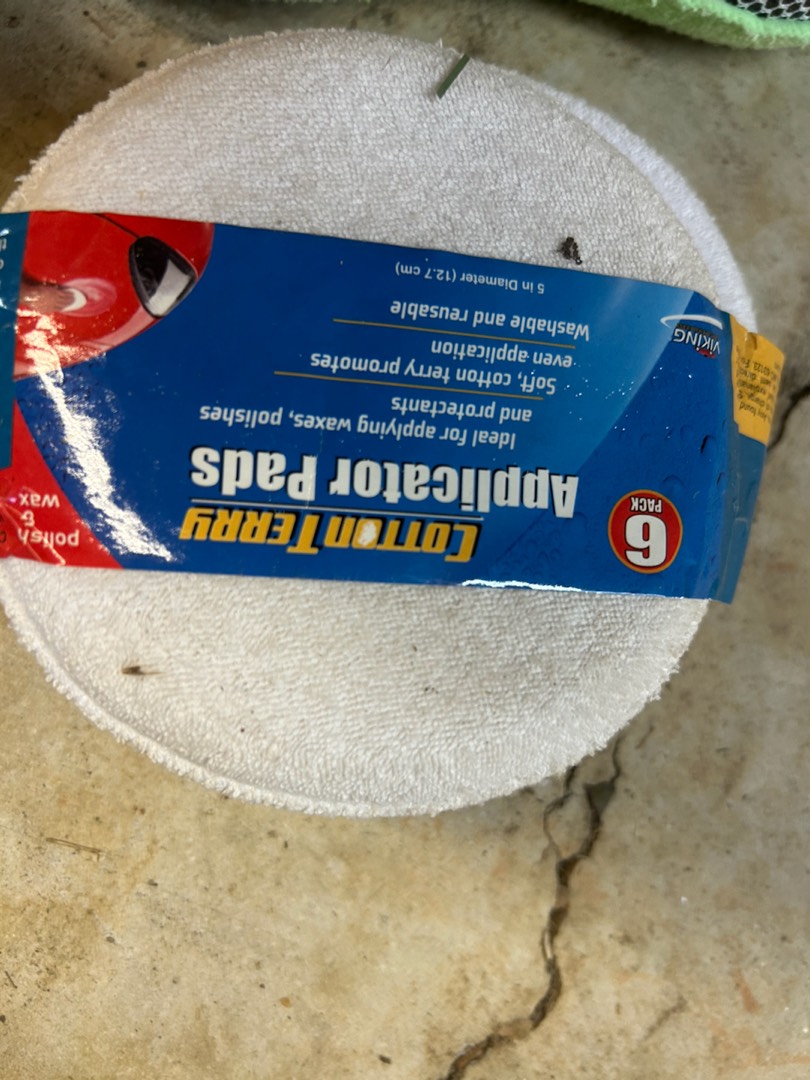 6
PACK
COTTONTERRY
Applicator Pads
Ideal for applying waxes, polishes
and protectants
Soft, cotton terry promotes
even application
Washable and reusable
5 in Diameter (12.7 cm)
VIKING
polish
&
wax